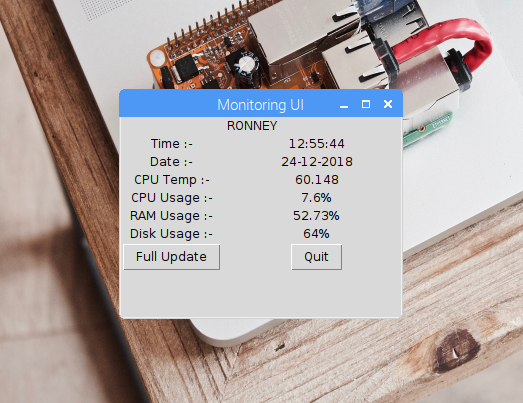 Monitoring UI
RONNEY
Time :- 12:55:44
Date :- 24-12-2018
CPU Temp :- 60.148
CPU Usage :- 7.6%
RAM Usage :- 52.73%
Disk Usage :- 64%
Full Update Quit